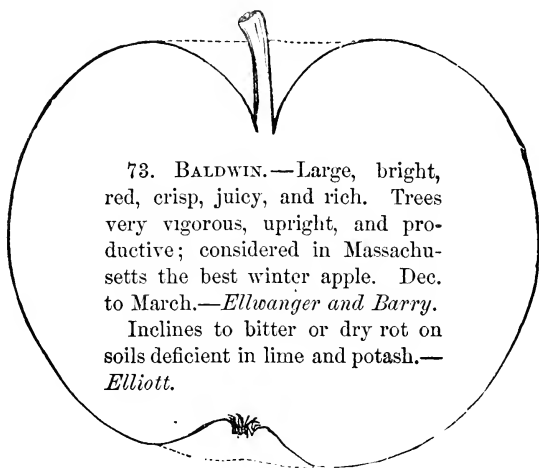 73. BALDWIN.—Large, bright,
red, crisp, juicy, and rich. Trees
very vigorous, upright, and pro-
ductive; considered in Massachu-
setts the best winter apple. Dec.
to March.—Ellwanger and Barry.
Inclines to bitter or dry rot on
soils deficient in lime and potash.—
Elliott.